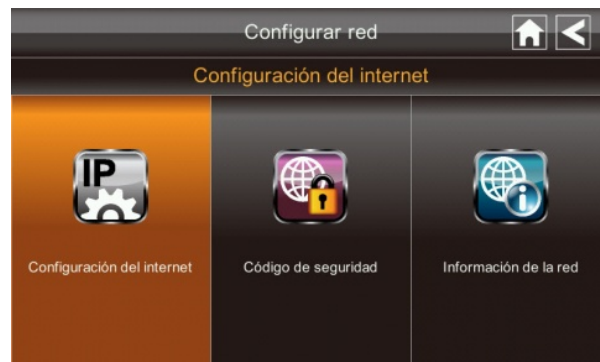 Configurar red
Configuración del internet
IP
Configuración del internet
Código de seguridad
Información de la red